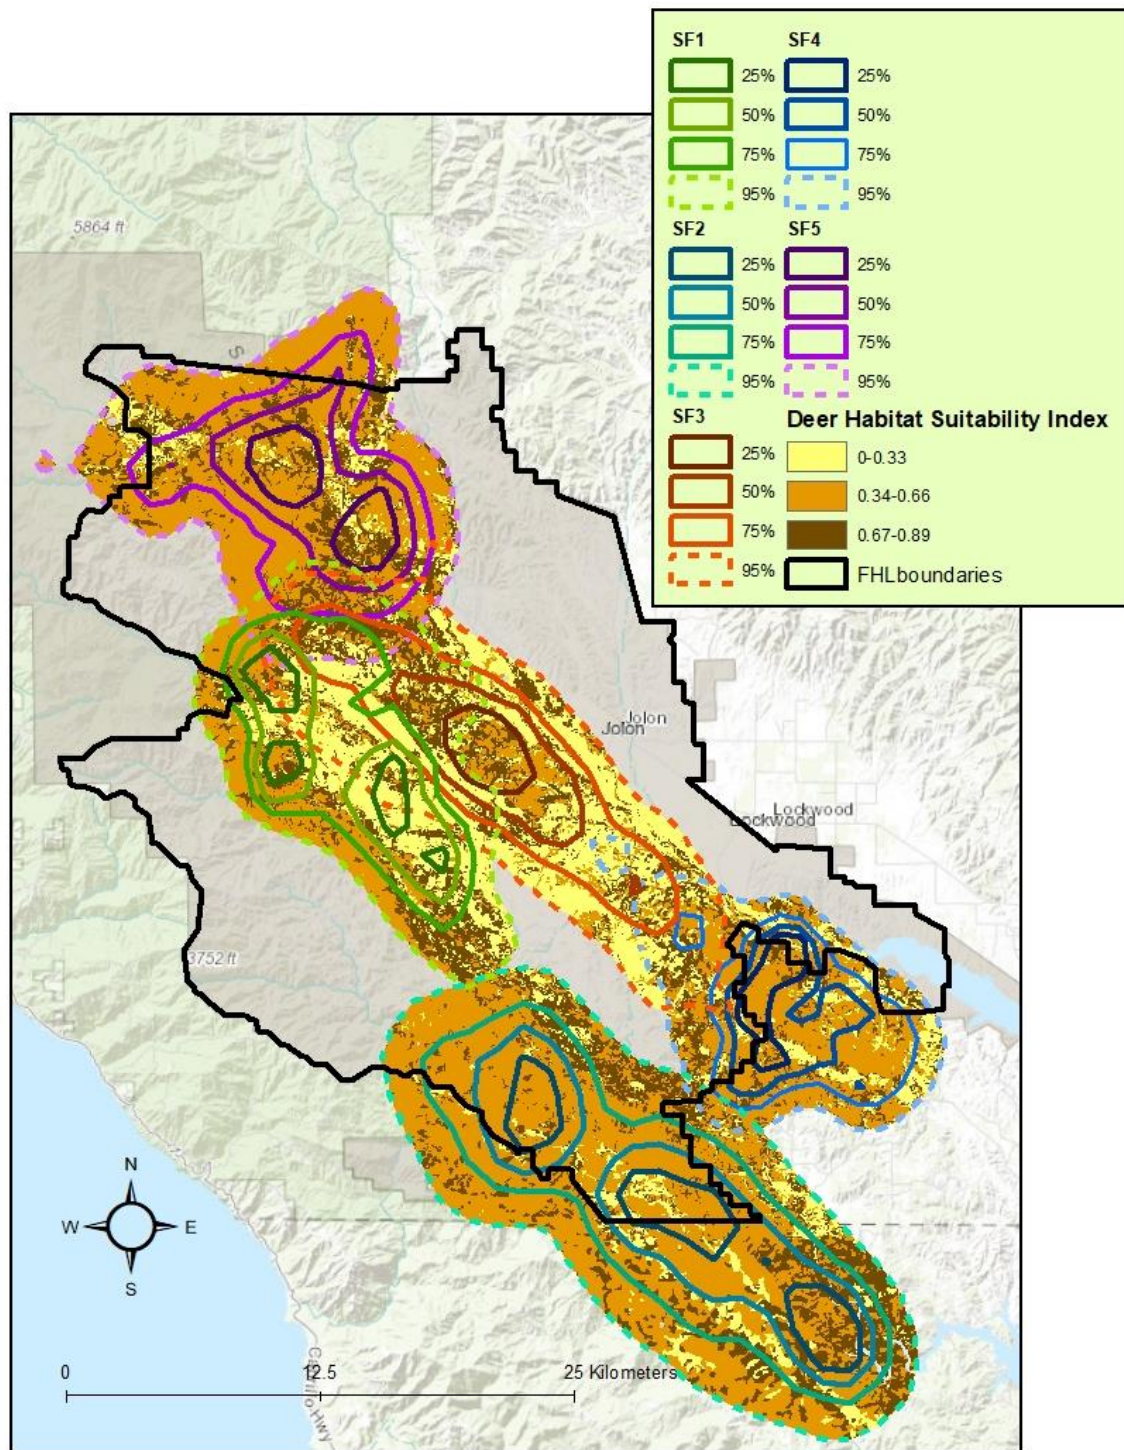 SF1 SF4
25% 25%
50% 50%
75% 75%
95% 95%
SF2 SF5
25% 25%
50% 50%
75% 75%
95% 95%
SF3 Deer Habitat Suitability Index
25% 0-0.33
50% 0.34-0.66
75% 0.67-0.89
95% FHLboundaries
5864 ft
S
Jolon
Jolon
Lockwood
Lockwood
3752 ft
N
W E
S
0 12.5 25 Kilometers